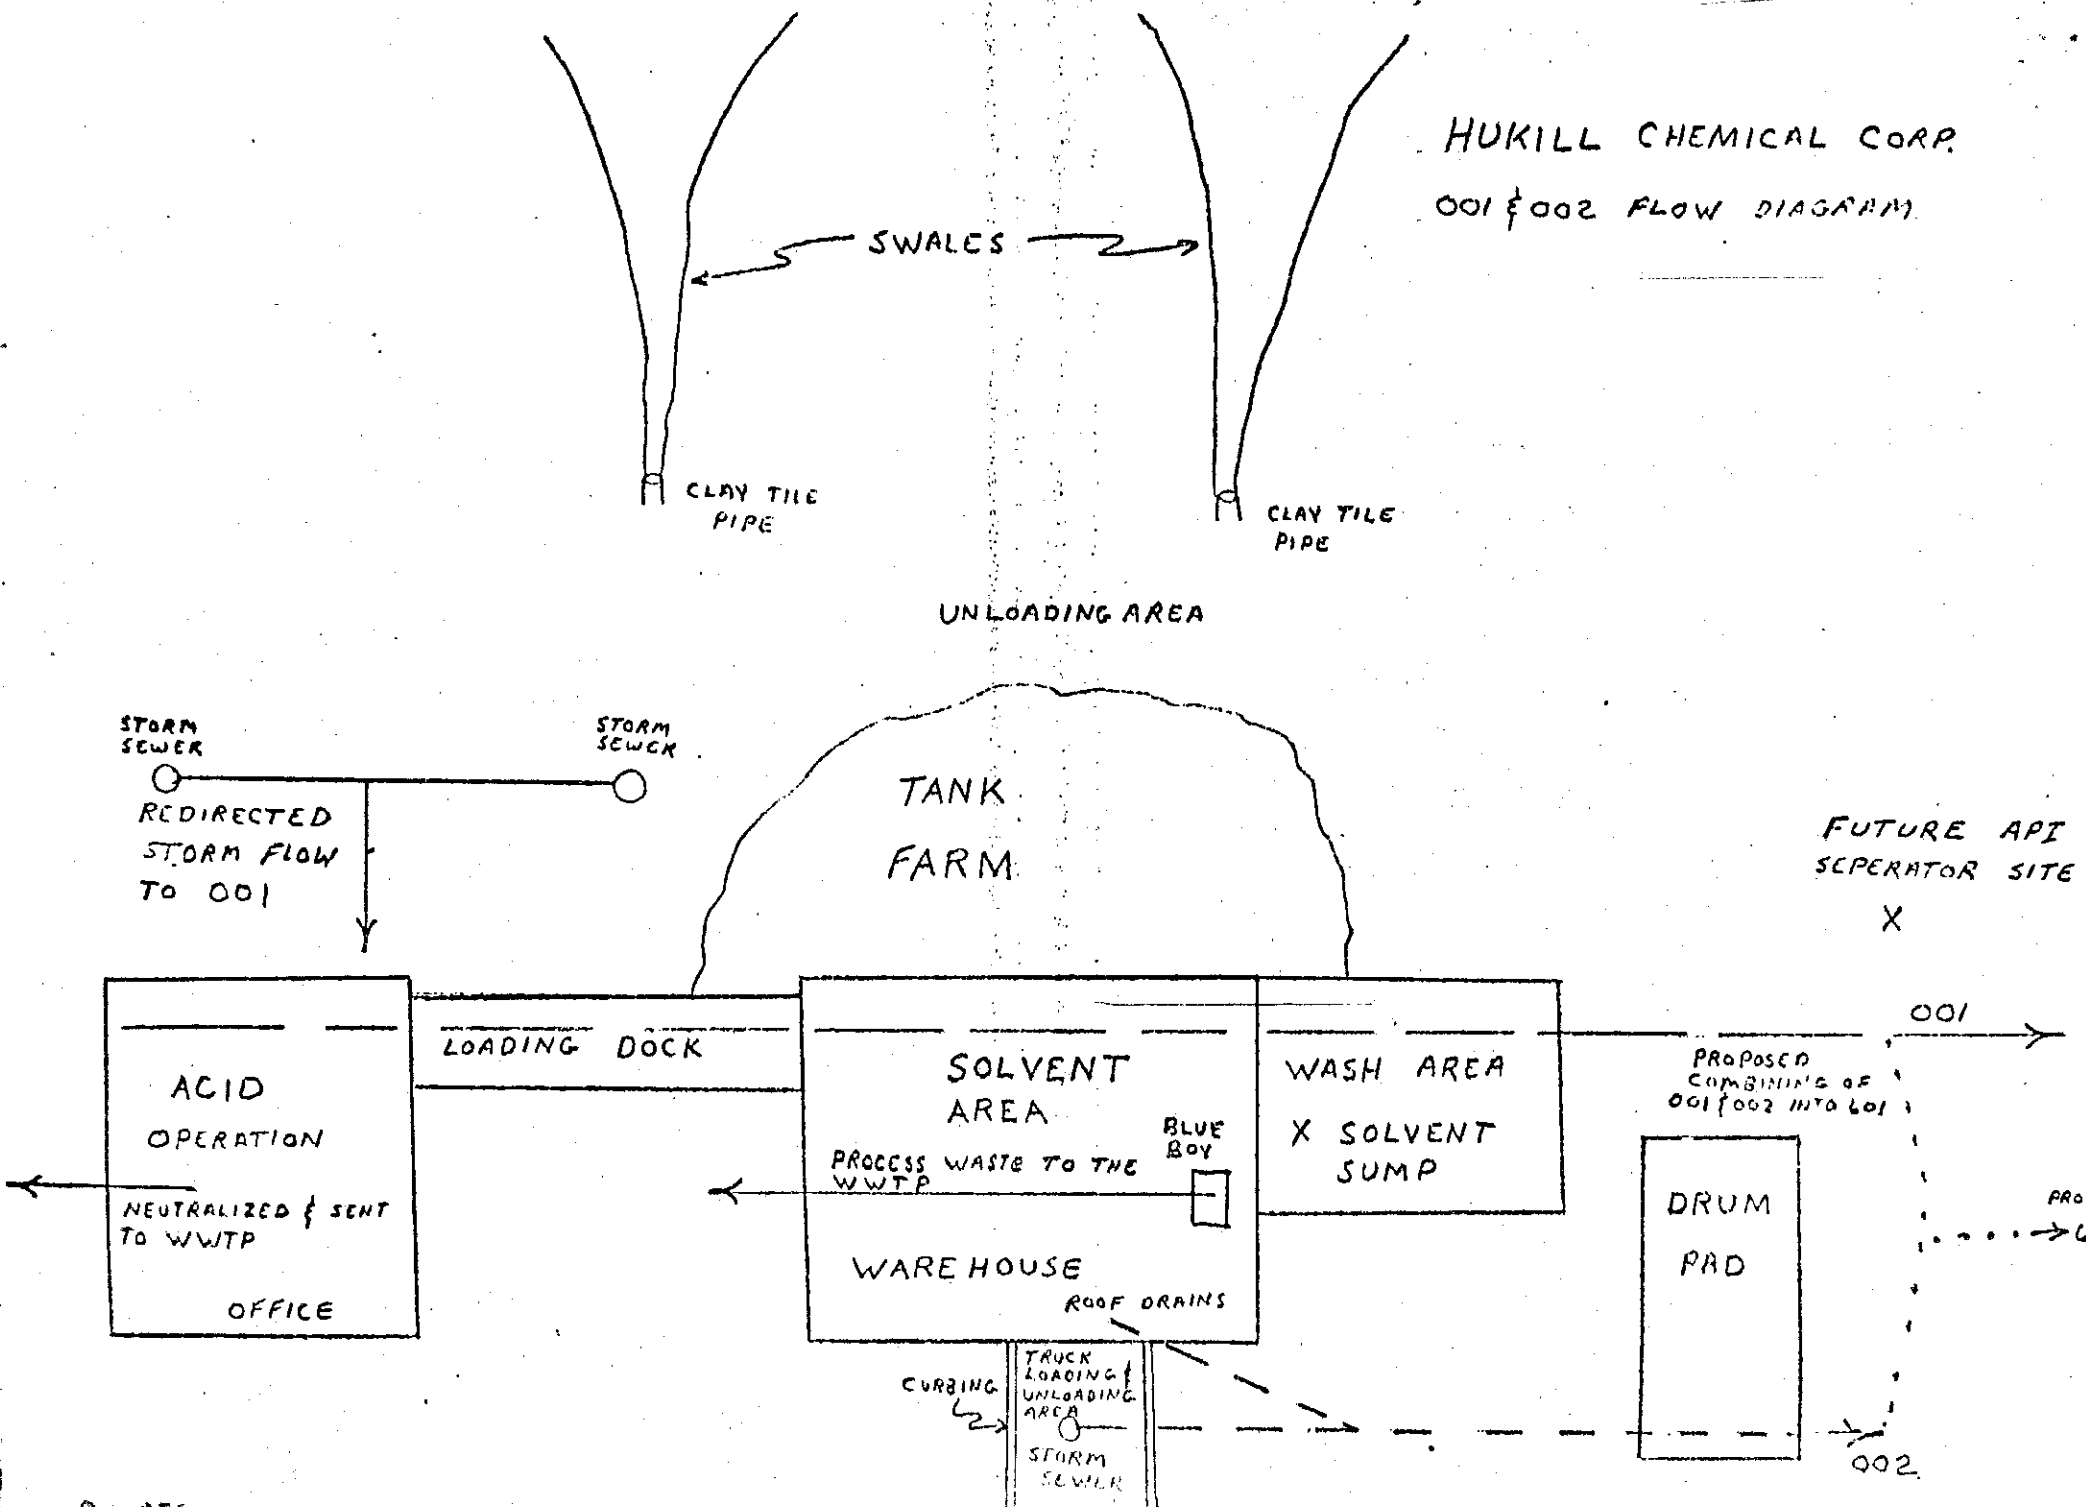 HUKILL CHEMICAL CORP.
001 & 002 FLOW DIAGRAM
SWALES
CLAY TILE
PIPE
CLAY TILE
PIPE
UNLOADING AREA
STORM
SEWER
STORM
SEWER
REDIRECTED
STORM FLOW
TO 001
TANK
FARM
FUTURE API
SEPERATOR SITE
X
001
LOADING DOCK
SOLVENT
AREA
WASH AREA
X SOLVENT
SUMP
PROPOSED
COMBINING OF
001 & 002 INTO 601
ACID
OPERATION
NEUTRALIZED & SENT
TO WWTP
OFFICE
BLUE
BOY
PROCESS WASTE TO THE
WWTP
WAREHOUSE
ROOF DRAINS
DRUM
PAD
PRO
CURBING
TRUCK
LOADING &
UNLOADING
AREA
STORM
SEWER
002